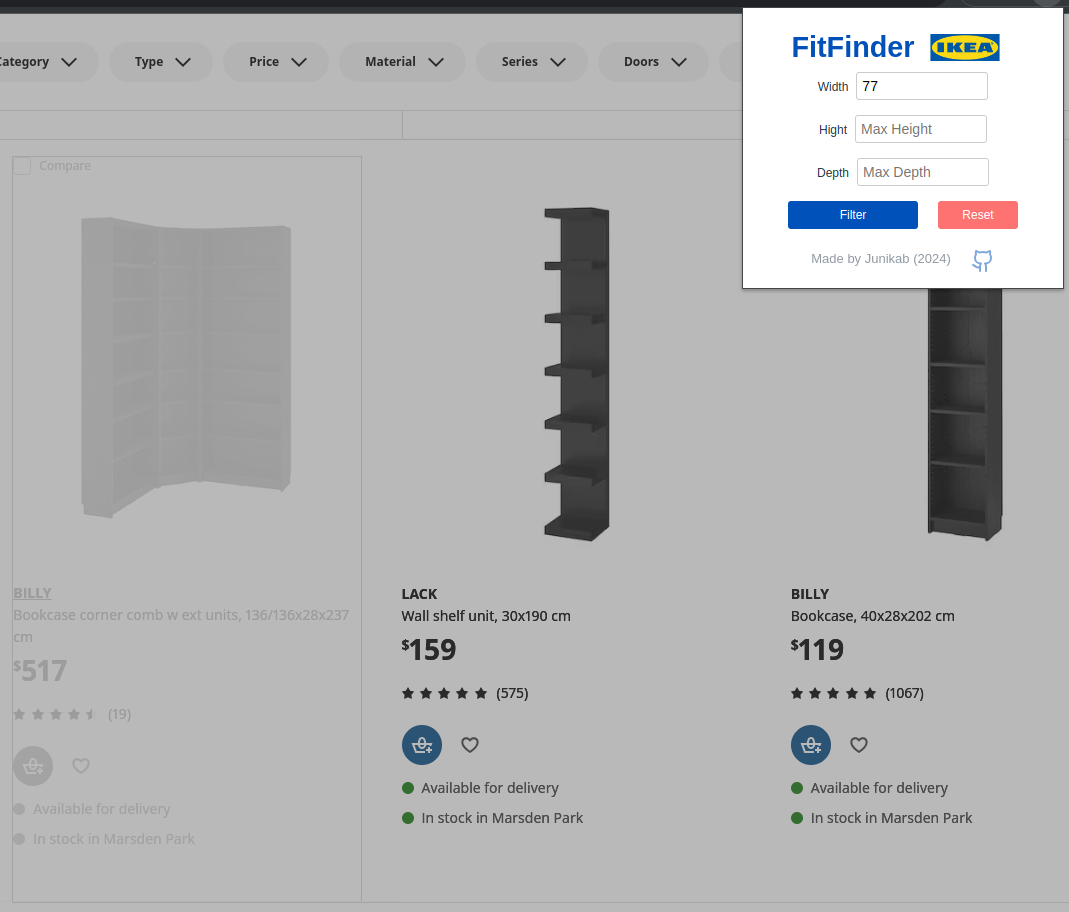 FitFinder IKEA
Category Type Price Material Series Doors
Width 77
Hight Max Height
Depth Max Depth
Filter Reset
Made by Junikab (2024)
Compare
BILLY
Bookcase corner comb w ext units, 136/136x28x237
cm
$517
(19)
Available for delivery
In stock in Marsden Park
LACK
Wall shelf unit, 30x190 cm
$159
(575)
Available for delivery
In stock in Marsden Park
BILLY
Bookcase, 40x28x202 cm
$119
(1067)
Available for delivery
In stock in Marsden Park